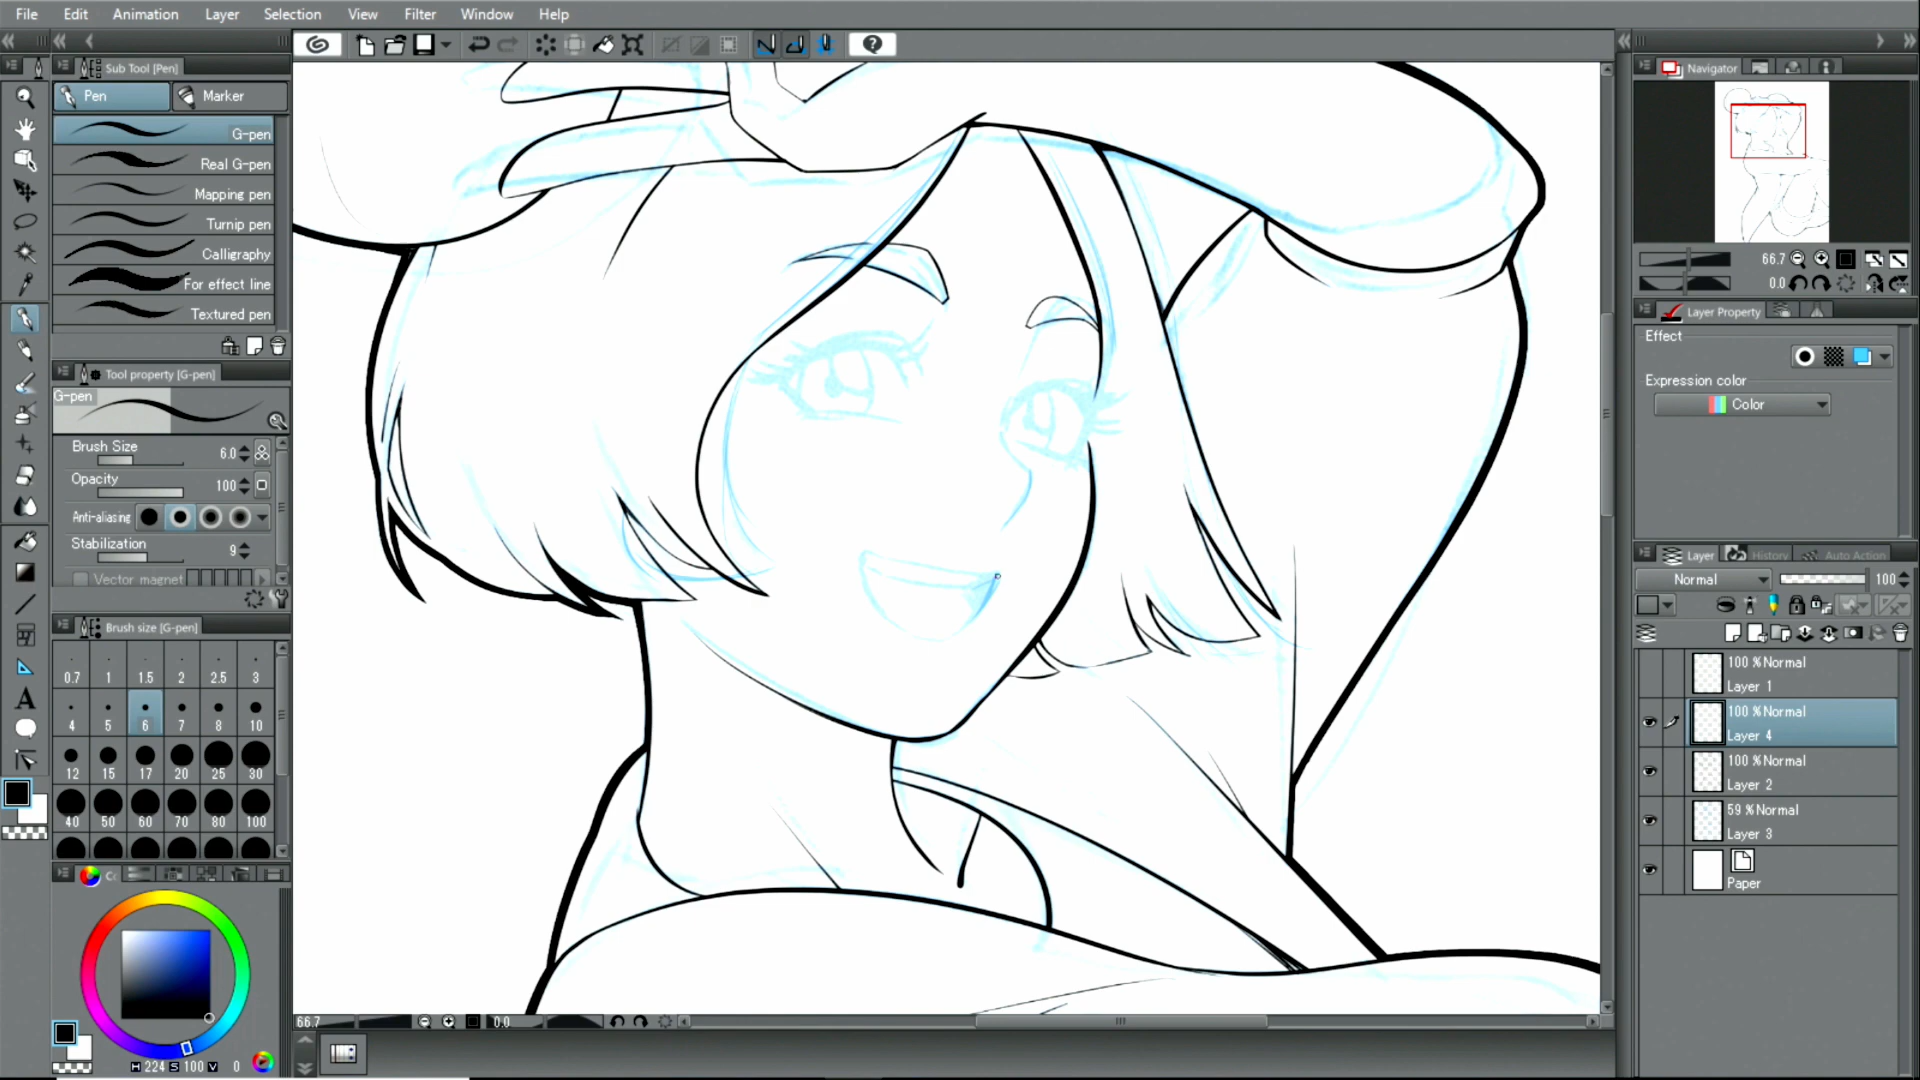 File Edit Animation Layer Selection View Filter Window Help
Sub Tool [Pen]
Pen
Marker
G-pen
Real G-pen
Mapping pen
Turnip pen
Calligraphy
For effect line
Textured pen
Tool property [G-pen]
G-pen
Brush Size 6.0
Opacity 100
Anti-aliasing
Stabilization 9
Vector magnet
Brush size [G-pen]
0.7 1 1.5 2 2.5 3
4 5 6 7 8 10
12 15 17 20 25 30
40 50 60 70 80 100
H 224 S 100 V 0
66.7 0.0
Navigator
66.7
0.0
Layer Property
Effect
Expression color
Color
Layer History Auto Action
Normal 100
100 % Normal
Layer 1
100 % Normal
Layer 4
100 % Normal
Layer 2
59 % Normal
Layer 3
Paper